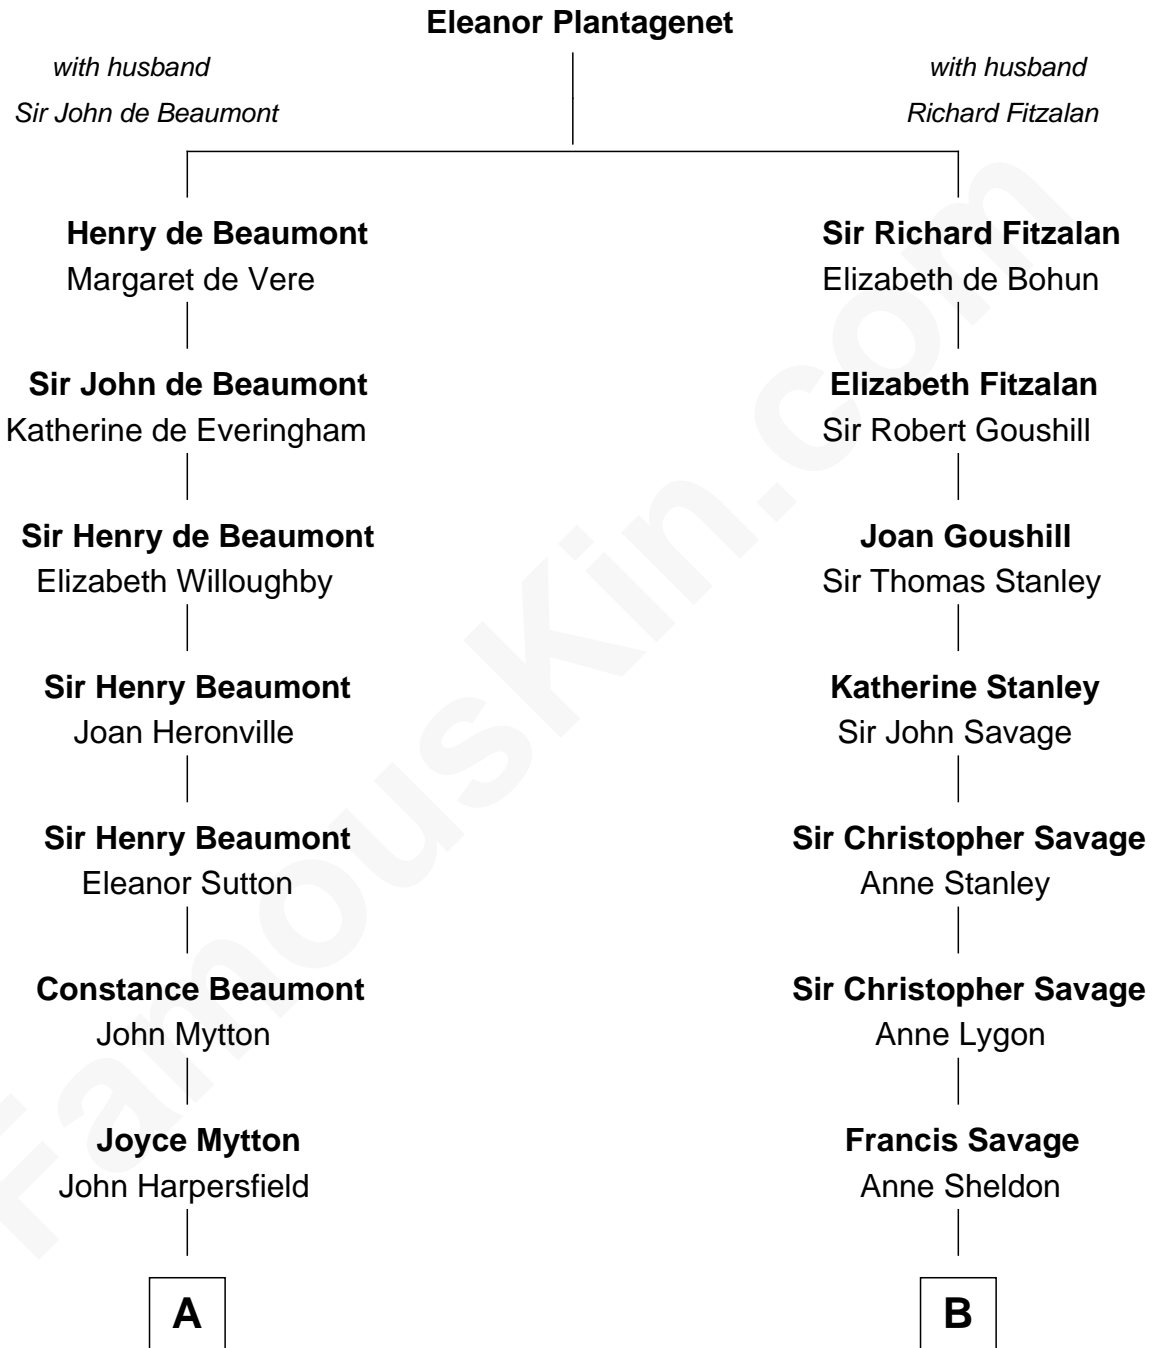 Eleanor Plantagenet
with husband
Sir John de Beaumont
with husband
Richard Fitzalan
Henry de Beaumont
Margaret de Vere
Sir Richard Fitzalan
Elizabeth de Bohun
Sir John de Beaumont
Katherine de Everingham
Elizabeth Fitzalan
Sir Robert Goushill
Sir Henry de Beaumont
Elizabeth Willoughby
Joan Goushill
Sir Thomas Stanley
Sir Henry Beaumont
Joan Heronville
Katherine Stanley
Sir John Savage
Sir Henry Beaumont
Eleanor Sutton
Sir Christopher Savage
Anne Stanley
Constance Beaumont
John Mytton
Sir Christopher Savage
Anne Lygon
Joyce Mytton
John Harpersfield
Francis Savage
Anne Sheldon
A
B
FamousKin.com